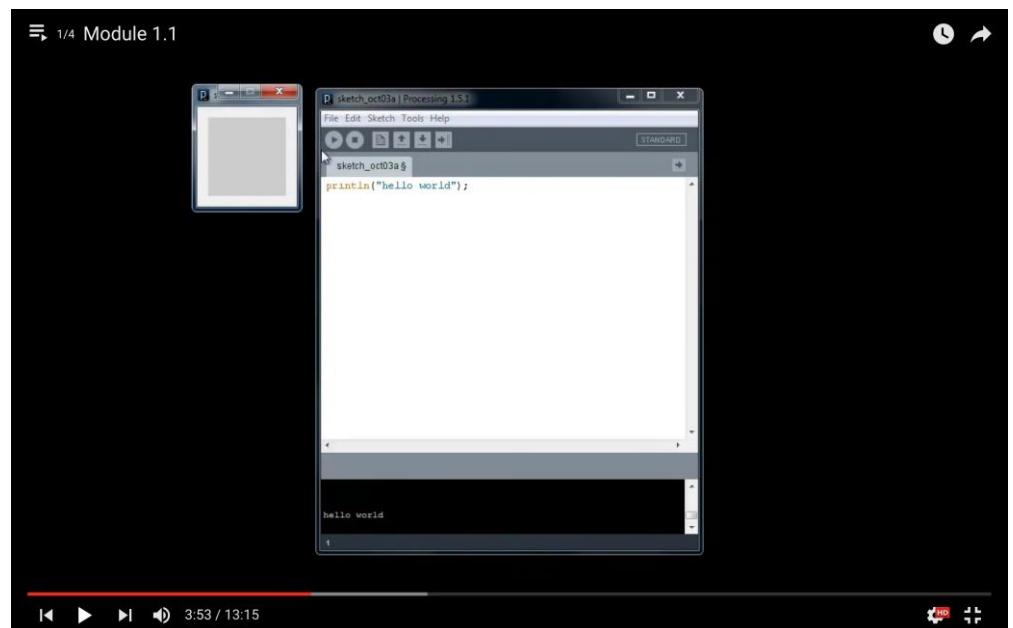 1/4 Module 1.1
sketch_oct03a | Processing 1.5.1
File Edit Sketch Tools Help
STANDARD
sketch_oct03a §
println("hello world");
hello world
1
3:53 / 13:15
HD